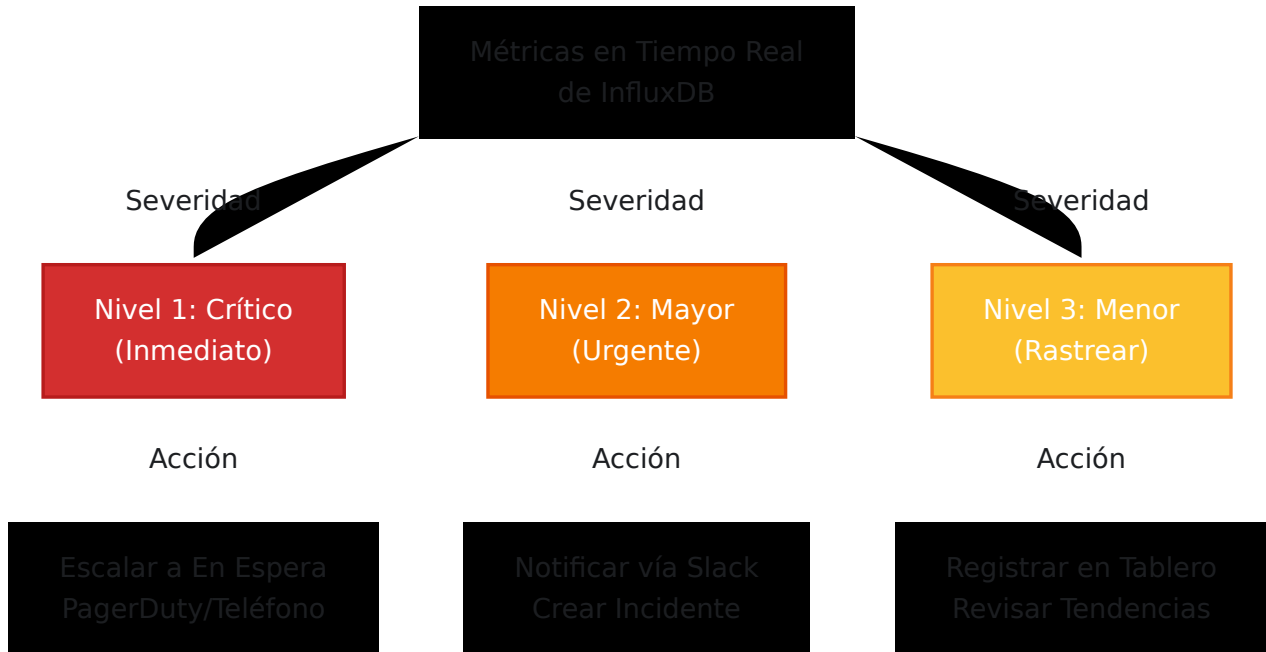 Métricas en Tiempo Real
de InfluxDB
Severidad
Severidad
Severidad
Nivel 1: Crítico
(Inmediato)
Nivel 2: Mayor
(Urgente)
Nivel 3: Menor
(Rastrear)
Acción
Acción
Acción
Escalar a En Espera
PagerDuty/Teléfono
Notificar vía Slack
Crear Incidente
Registrar en Tablero
Revisar Tendencias